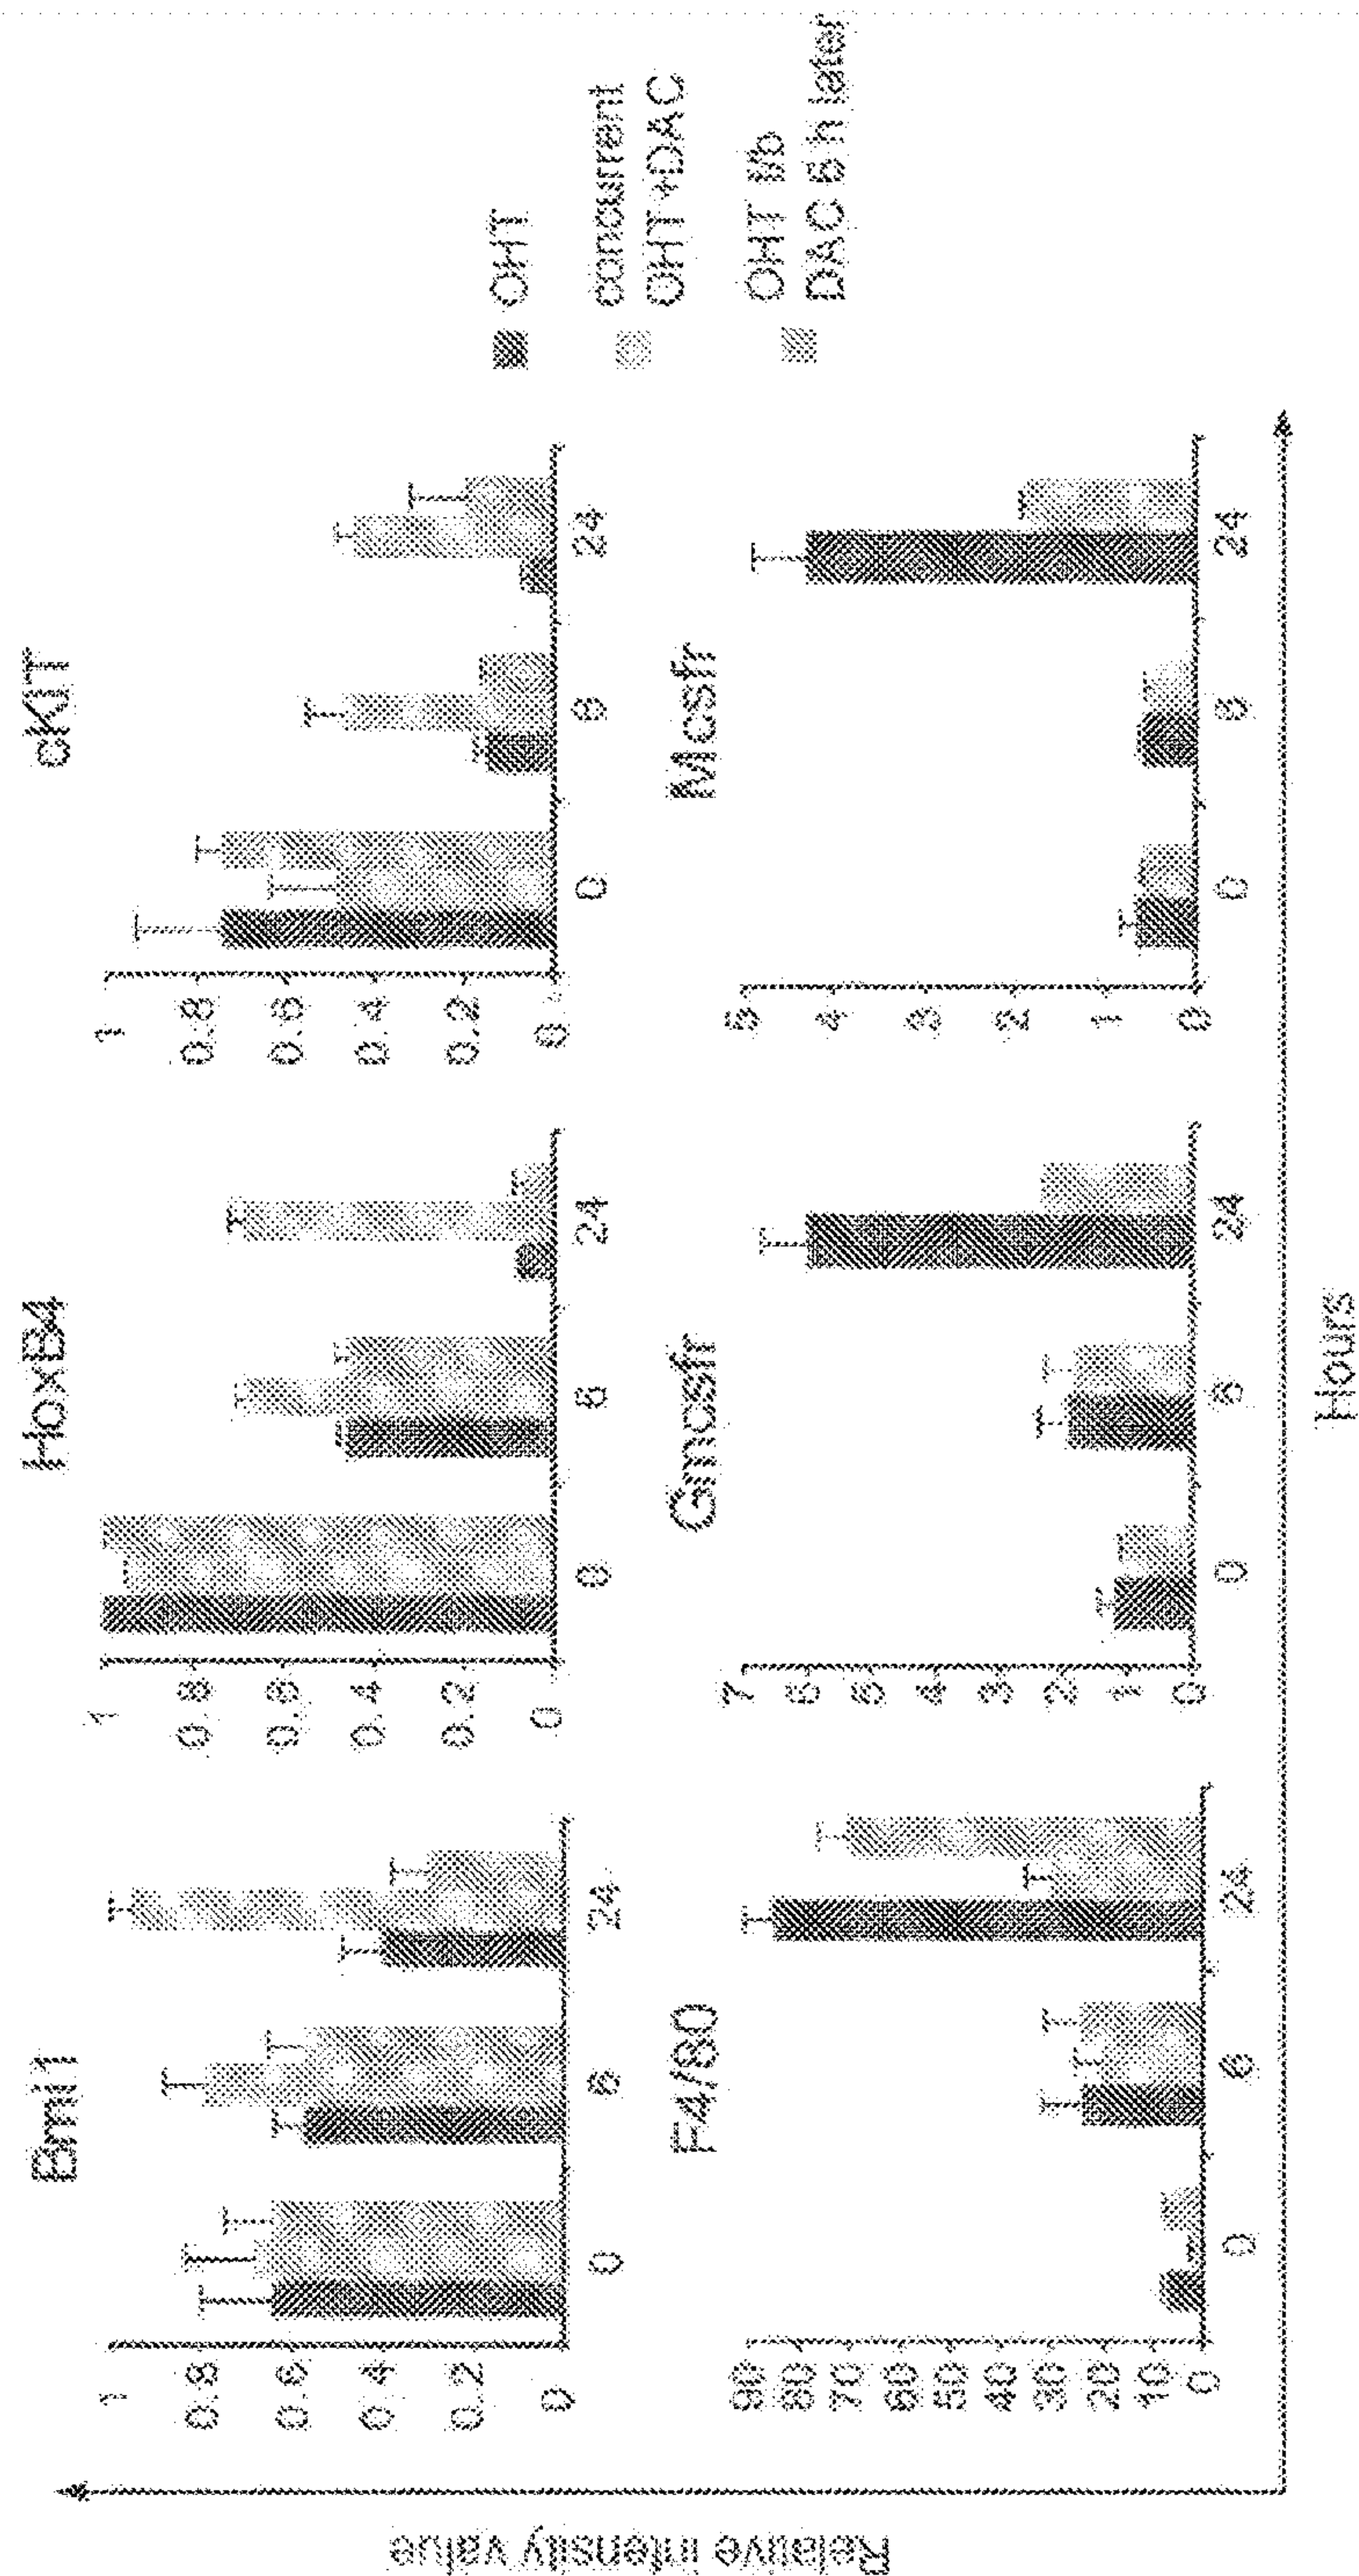 Relative intensity value
Bmi1
1
0.8
0.6
0.4
0.2
0
0 6 24
HoxB4
1
0.8
0.6
0.4
0.2
0
0 6 24
cKIT
1
0.8
0.6
0.4
0.2
0
0 6 24
F4/80
90
80
70
60
50
40
30
20
10
0
0 6 24
Gmcsfr
7
6
5
4
3
2
1
0
0 6 24
Mcsfr
5
4
3
2
1
0
0 6 24
Hours
OHT
concurrent
OHT+DAC
OHT f/b
DAC 6 h later